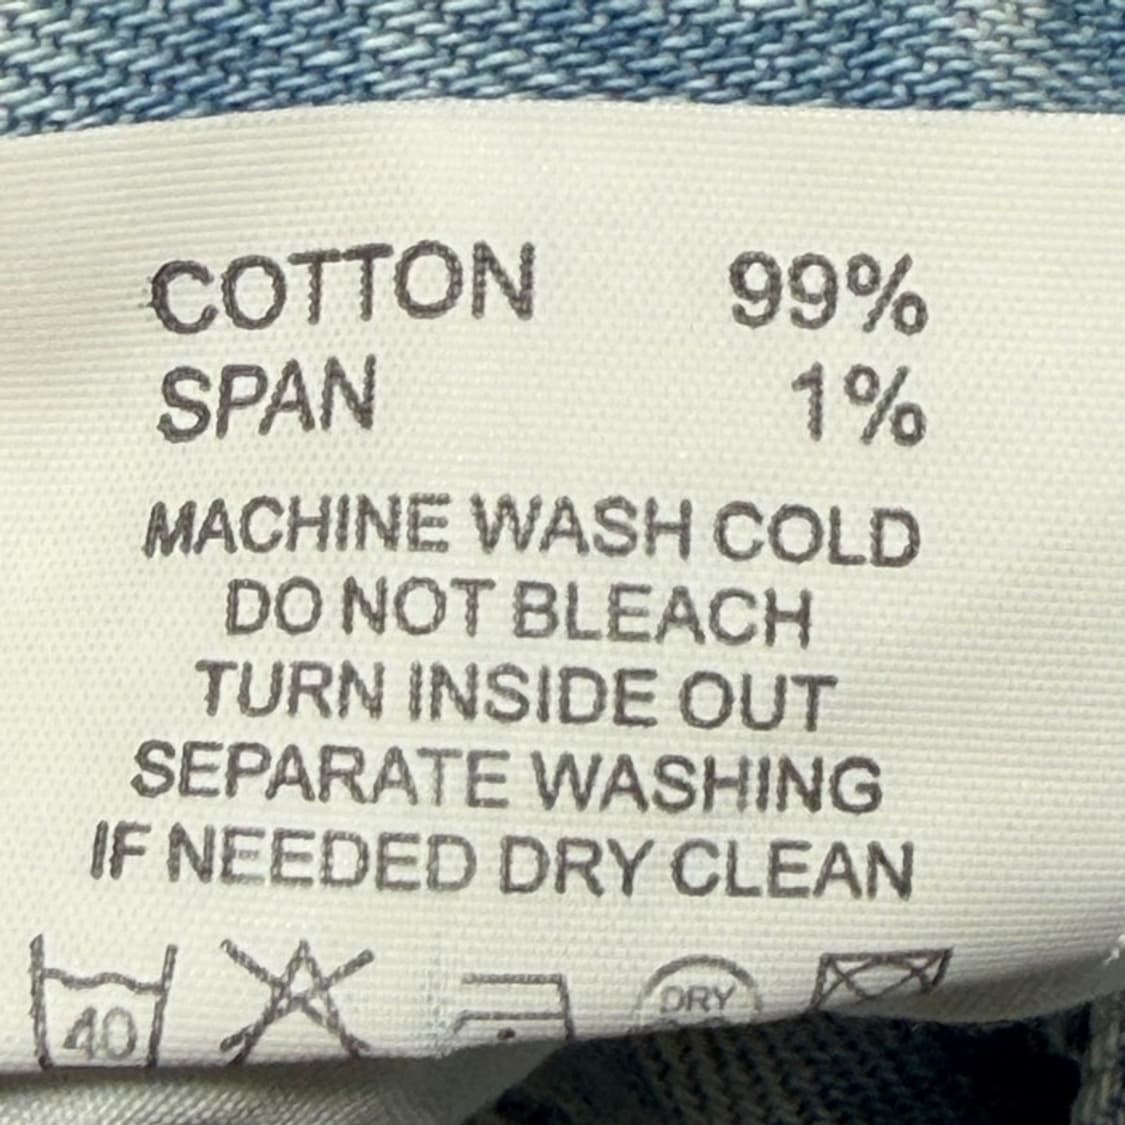 COTTON 99%
SPAN 1%
MACHINE WASH COLD
DO NOT BLEACH
TURN INSIDE OUT
SEPARATE WASHING
IF NEEDED DRY CLEAN
40 DRY